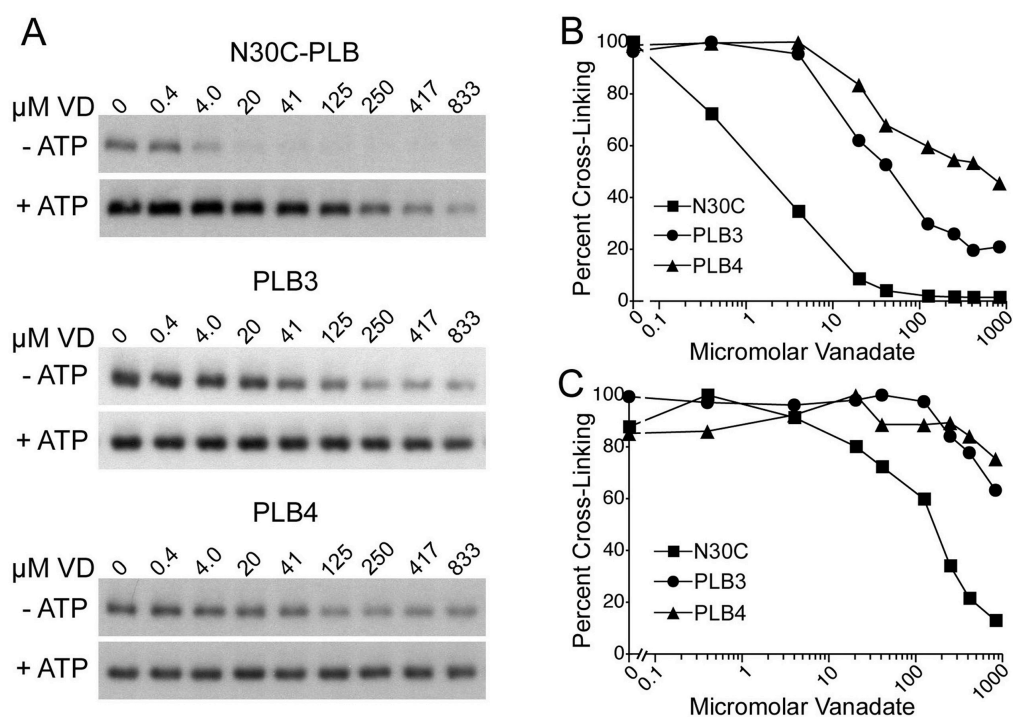 A
N30C-PLB
µM VD 0 0.4 4.0 20 41 125 250 417 833
- ATP
+ ATP
PLB3
µM VD 0 0.4 4.0 20 41 125 250 417 833
- ATP
+ ATP
PLB4
µM VD 0 0.4 4.0 20 41 125 250 417 833
- ATP
+ ATP
B
Percent Cross-Linking
100
80
60
40
20
0
N30C
PLB3
PLB4
0 0.1 1 10 100 1000
Micromolar Vanadate
C
Percent Cross-Linking
100
80
60
40
20
0
N30C
PLB3
PLB4
0 0.1 1 10 100 1000
Micromolar Vanadate